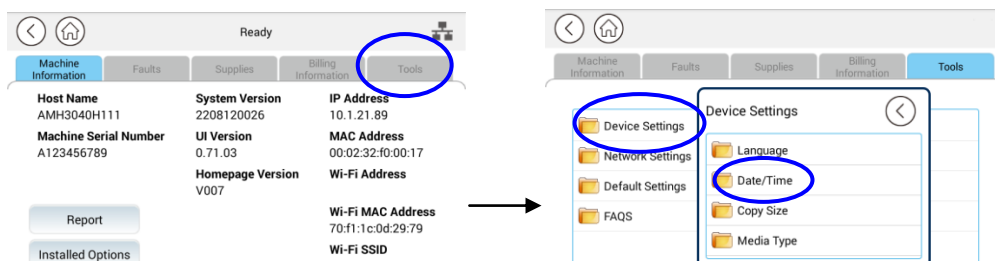 Ready
Machine Information
Faults
Supplies
Billing Information
Tools
Host Name
AMH3040H111
System Version
2208120026
IP Address
10.1.21.89
Machine Serial Number
A123456789
UI Version
0.71.03
MAC Address
00:02:32:f0:00:17
Homepage Version
V007
Wi-Fi Address
Wi-Fi MAC Address
70:f1:1c:0d:29:79
Wi-Fi SSID
Report
Installed Options
Machine Information
Faults
Supplies
Billing Information
Tools
Device Settings
Network Settings
Default Settings
FAQS
Device Settings
Language
Date/Time
Copy Size
Media Type